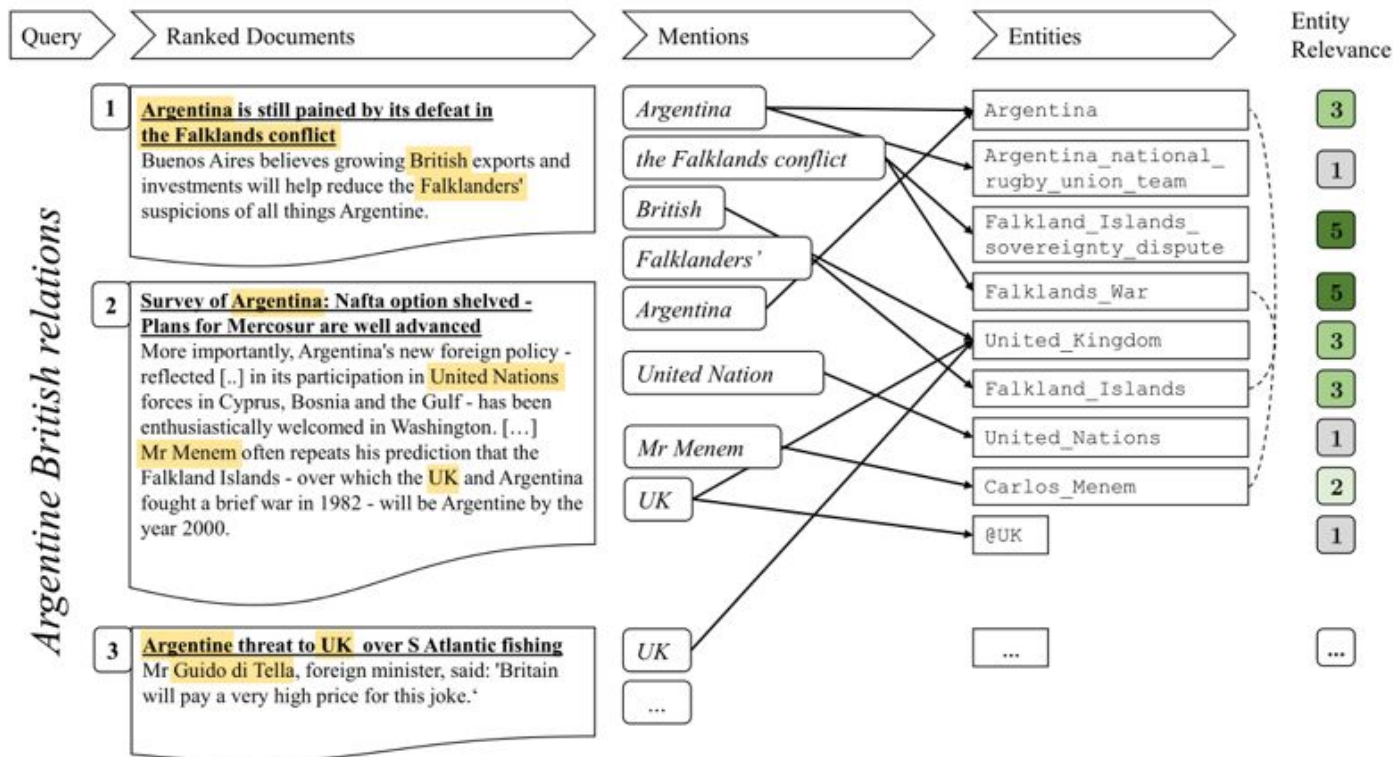 Query
Ranked Documents
Mentions
Entities
Entity
Relevance
Argentine British relations
1
Argentina is still pained by its defeat in
the Falklands conflict
Buenos Aires believes growing British exports and
investments will help reduce the Falklanders'
suspicions of all things Argentine.
2
Survey of Argentina: Nafta option shelved -
Plans for Mercosur are well advanced
More importantly, Argentina's new foreign policy -
reflected [..] in its participation in United Nations
forces in Cyprus, Bosnia and the Gulf - has been
enthusiastically welcomed in Washington. […]
Mr Menem often repeats his prediction that the
Falkland Islands - over which the UK and Argentina
fought a brief war in 1982 - will be Argentine by the
year 2000.
3
Argentine threat to UK over S Atlantic fishing
Mr Guido di Tella, foreign minister, said: 'Britain
will pay a very high price for this joke.‘
Argentina
the Falklands conflict
British
Falklanders’
Argentina
United Nation
Mr Menem
UK
UK
...
Argentina
Argentina_national_
rugby_union_team
Falkland_Islands_
sovereignty_dispute
Falklands_War
United_Kingdom
Falkland_Islands
United_Nations
Carlos_Menem
@UK
...
3
1
5
5
3
3
1
2
1
...